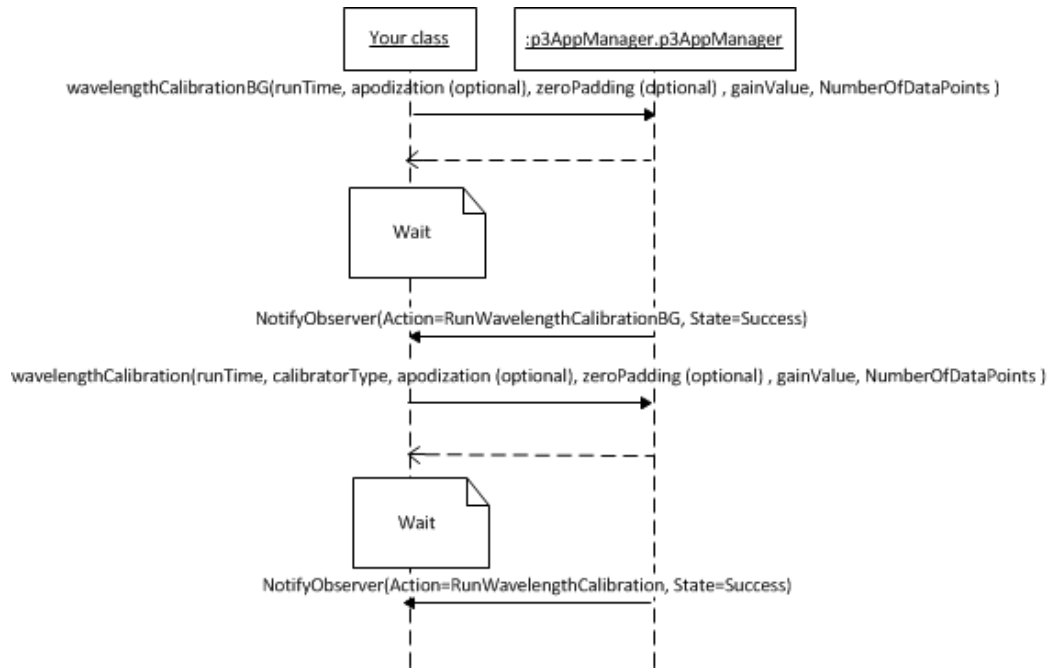 Your class
:p3AppManager.p3AppManager
wavelengthCalibrationBG(runTime, apodization (optional), zeroPadding (optional) , gainValue, NumberOfDataPoints )
Wait
NotifyObserver(Action=RunWavelengthCalibrationBG, State=Success)
wavelengthCalibration(runTime, calibratorType, apodization (optional), zeroPadding (optional) , gainValue, NumberOfDataPoints )
Wait
NotifyObserver(Action=RunWavelengthCalibration, State=Success)